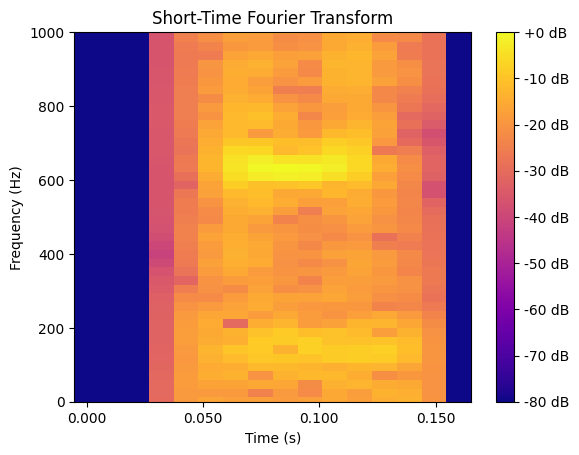 Short-Time Fourier Transform
1000
800
600
400
200
0
Frequency (Hz)
0.000
0.050
0.100
0.150
Time (s)
+0 dB
-10 dB
-20 dB
-30 dB
-40 dB
-50 dB
-60 dB
-70 dB
-80 dB